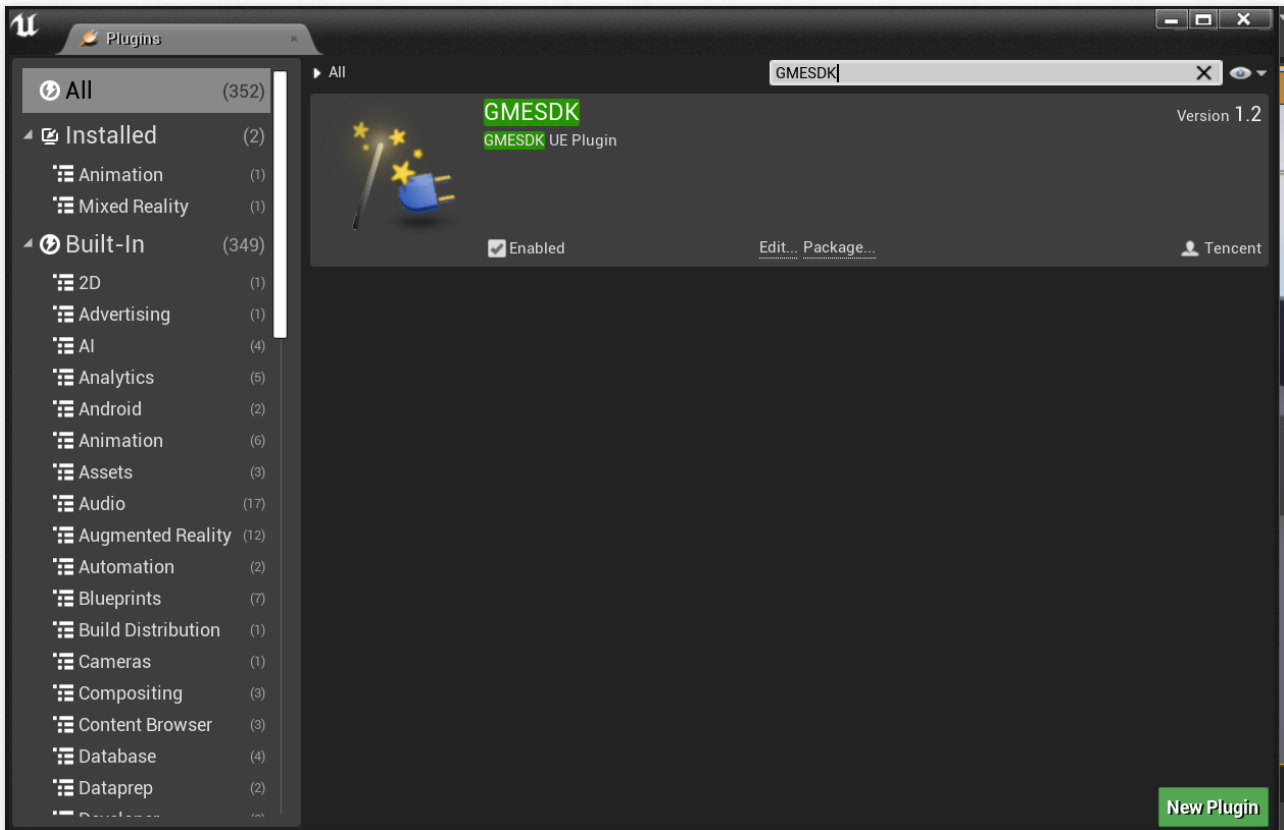 Plugins
GMESDK
All (352)
Installed (2)
Animation (1)
Mixed Reality (1)
Built-In (349)
2D (1)
Advertising (1)
AI (4)
Analytics (5)
Android (2)
Animation (6)
Assets (3)
Audio (17)
Augmented Reality (12)
Automation (2)
Blueprints (7)
Build Distribution (1)
Cameras (1)
Compositing (3)
Content Browser (3)
Database (4)
Dataprep (2)
All
GMESDK
Version 1.2
GMESDK UE Plugin
Enabled
Edit... Package...
Tencent
New Plugin